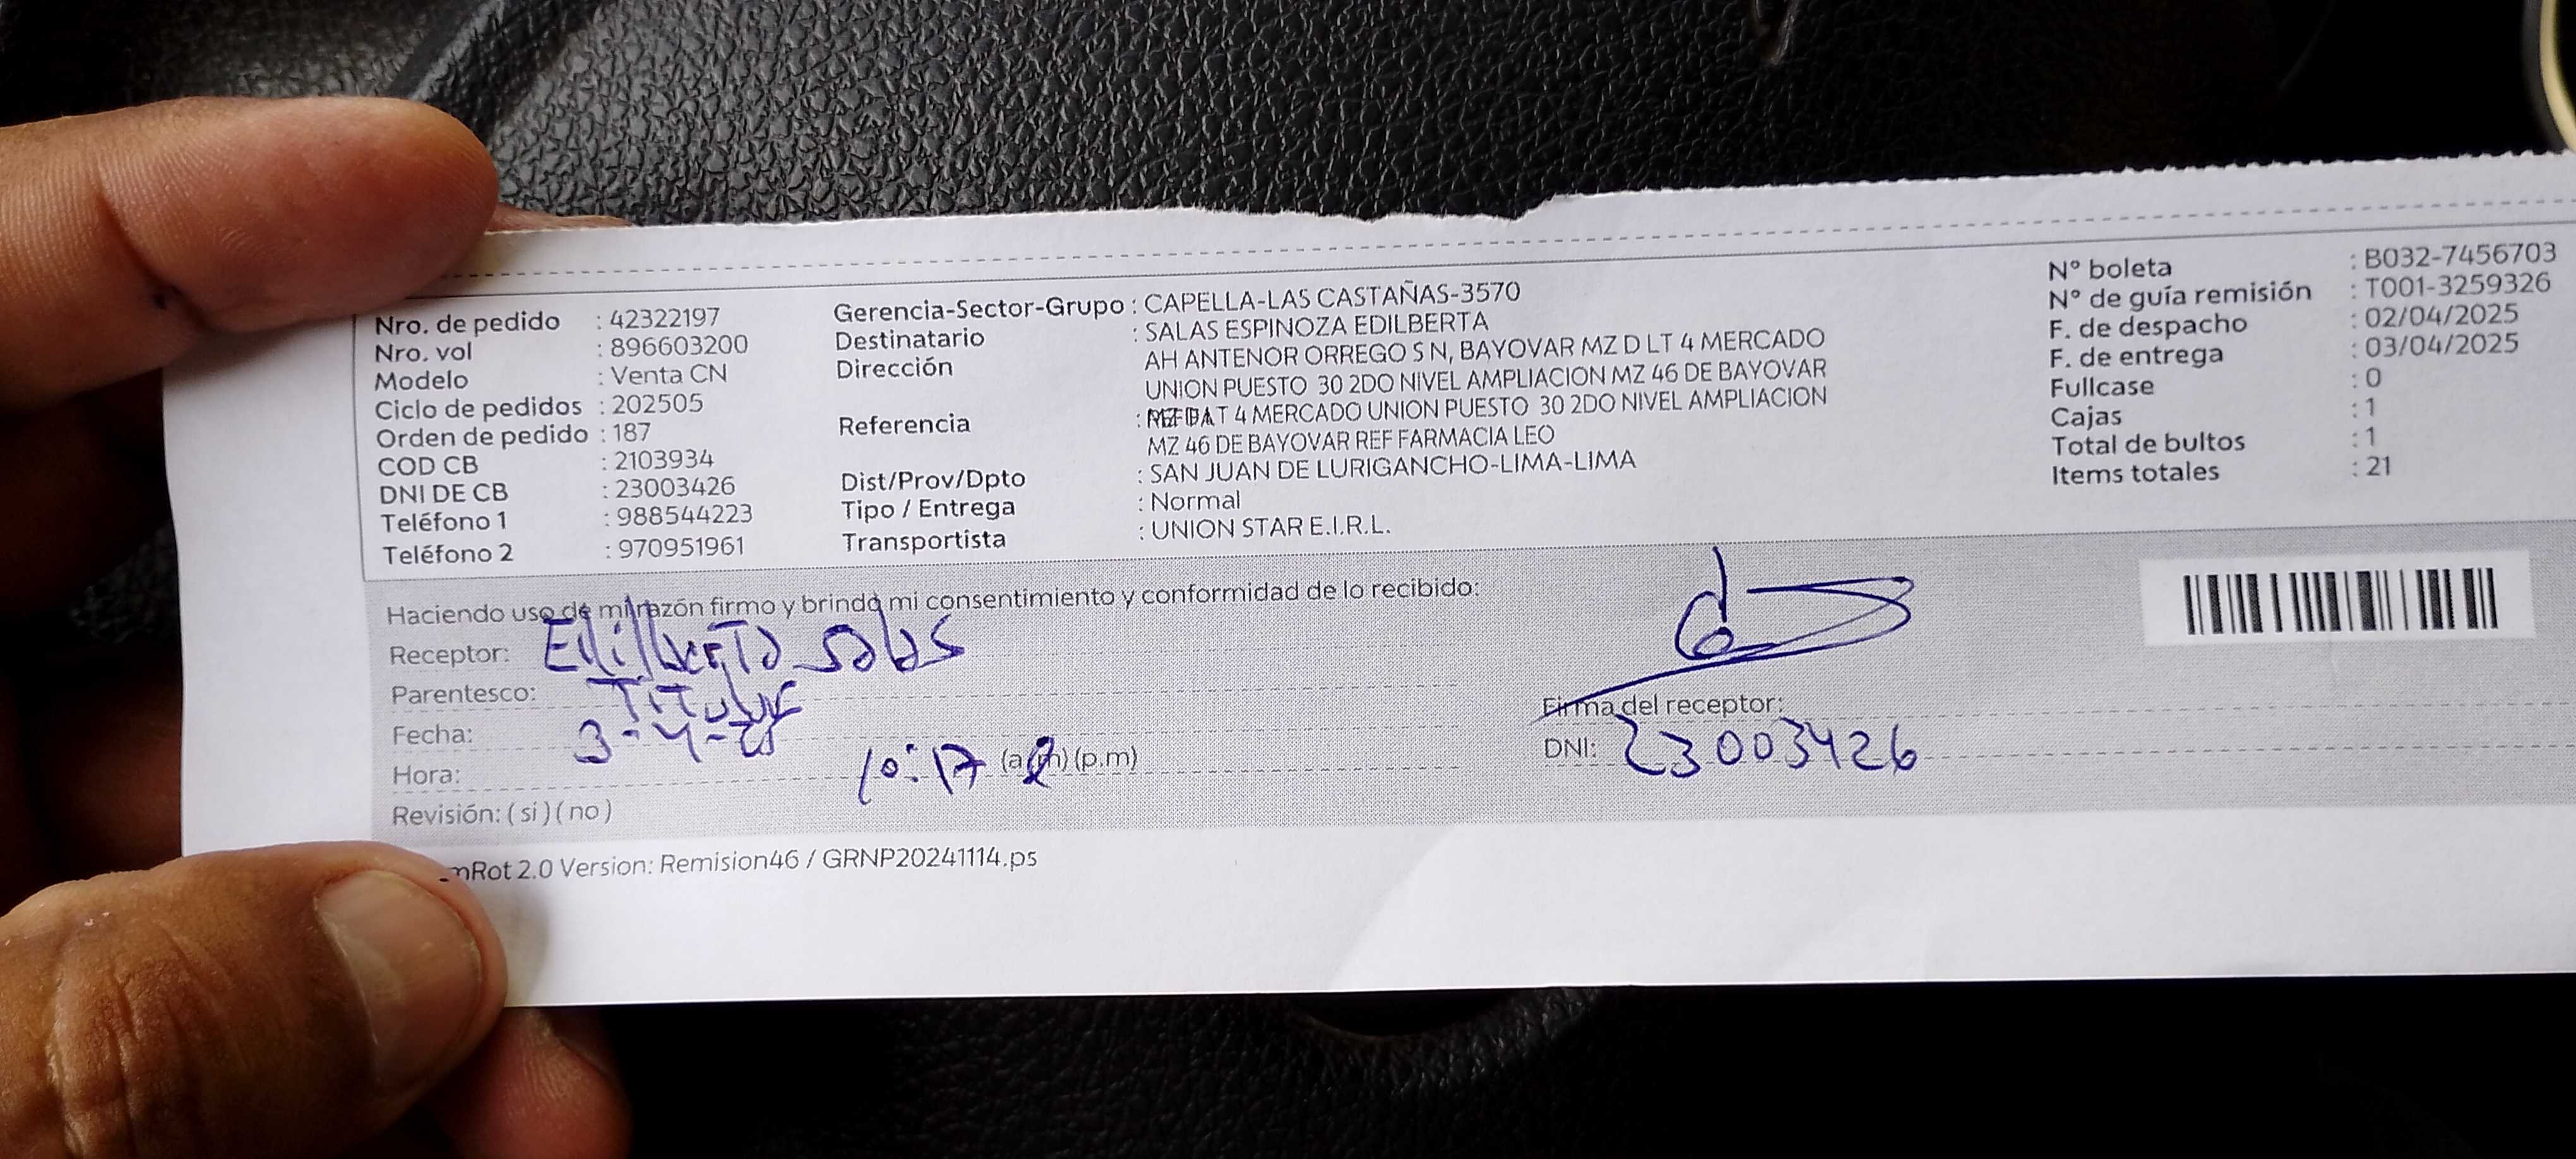 Nro. de pedido : 42322197
Nro. vol : 896603200
Modelo : Venta CN
Ciclo de pedidos : 202505
Orden de pedido : 187
COD CB : 2103934
DNI DE CB : 23003426
Teléfono 1 : 988544223
Teléfono 2 : 970951961
Gerencia-Sector-Grupo : CAPELLA-LAS CASTAÑAS-3570
Destinatario : SALAS ESPINOZA EDILBERTA
Dirección AH ANTENOR ORREGO S N, BAYOVAR MZ D LT 4 MERCADO
UNION PUESTO 30 2DO NIVEL AMPLIACION MZ 46 DE BAYOVAR
Referencia : T 4 MERCADO UNION PUESTO 30 2DO NIVEL AMPLIACION
MZ 46 DE BAYOVAR REF FARMACIA LEO
Dist/Prov/Dpto : SAN JUAN DE LURIGANCHO-LIMA-LIMA
Tipo / Entrega : Normal
Transportista : UNION STAR E.I.R.L.
N° boleta : B032-7456703
N° de guía remisión : T001-3259326
F. de despacho : 02/04/2025
F. de entrega : 03/04/2025
Fullcase : 0
Cajas : 1
Total de bultos : 1
Items totales : 21
Haciendo uso de mi razón firmo y brindo mi consentimiento y conformidad de lo recibido:
Receptor: Edilberta Salas
Parentesco: Titular
Fecha: 3-4-25
Hora: 10:17 (a.m) (p.m)
Revisión: ( si ) ( no )
Firma del receptor:
DNI: 23003426
mRot 2.0 Version: Remision46 / GRNP20241114.ps